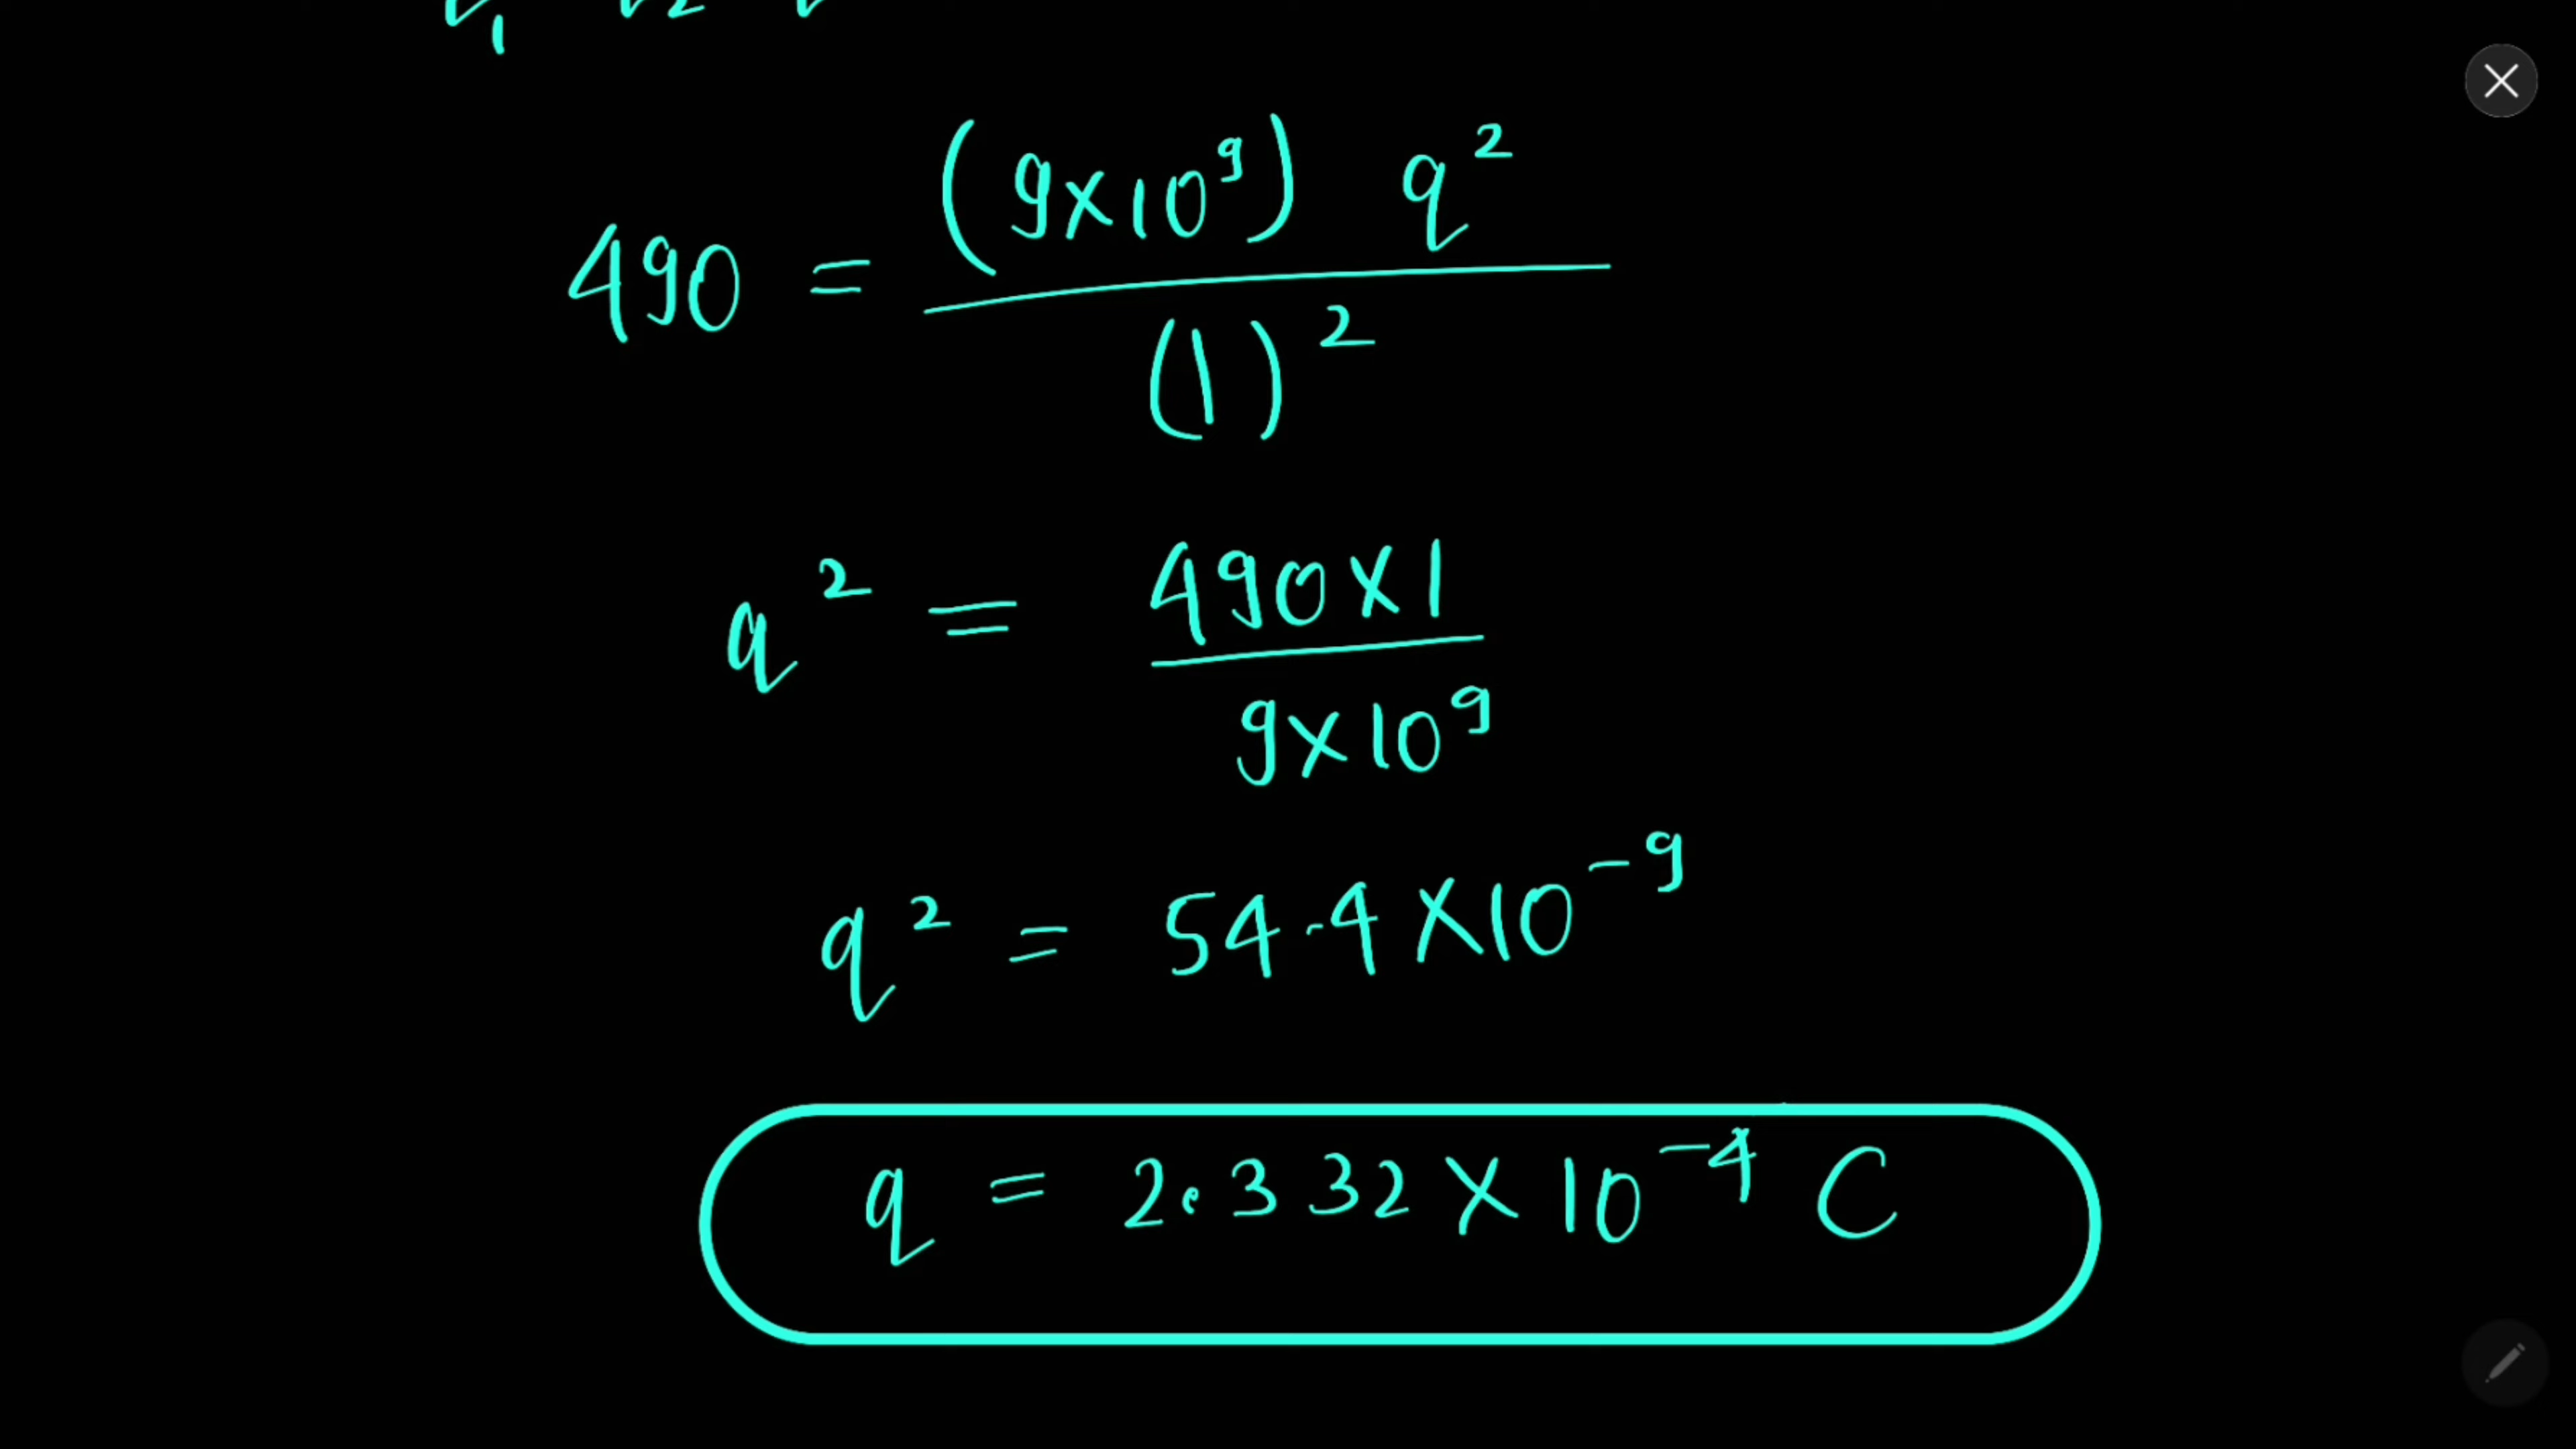 490 = (9×10⁹) q² / (1)²
q² = 490×1 / 9×10⁹
q² = 54.4×10⁻⁹
q = 2.332×10⁻⁴ C